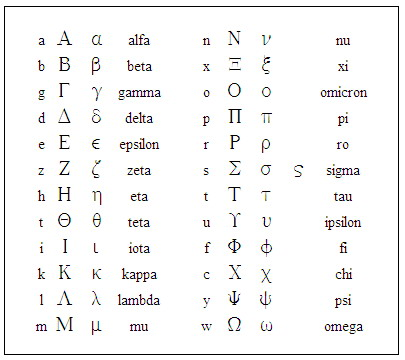 a Α α alfa n Ν ν nu
b Β β beta x Ξ ξ xi
g Γ γ gamma o Ο ο omicron
d Δ δ delta p Π π pi
e Ε ϵ epsilon r Ρ ρ ro
z Ζ ζ zeta s Σ σ ς sigma
h Η η eta t Τ τ tau
t Θ θ teta u ϒ υ ipsilon
i Ι ι iota f Φ ϕ fi
k Κ κ kappa c Χ χ chi
l Λ λ lambda y Ψ ψ psi
m Μ μ mu w Ω ω omega